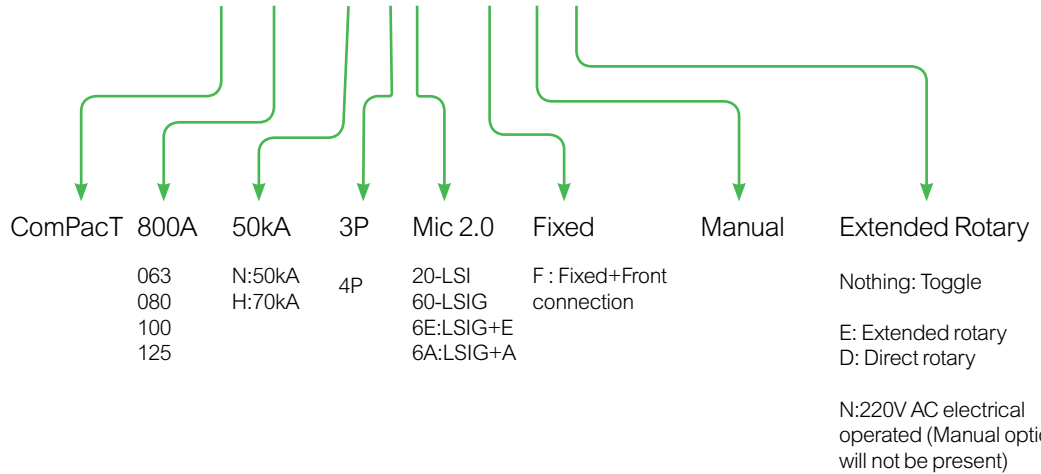 ComPacT 800A 50kA 3P Mic 2.0 Fixed Manual Extended Rotary
063
080
100
125
N:50kA
H:70kA
4P
20-LSI
60-LSIG
6E:LSIG+E
6A:LSIG+A
F : Fixed+Front
connection
Nothing: Toggle
E: Extended rotary
D: Direct rotary
N:220V AC electrical
operated (Manual optio
will not be present)